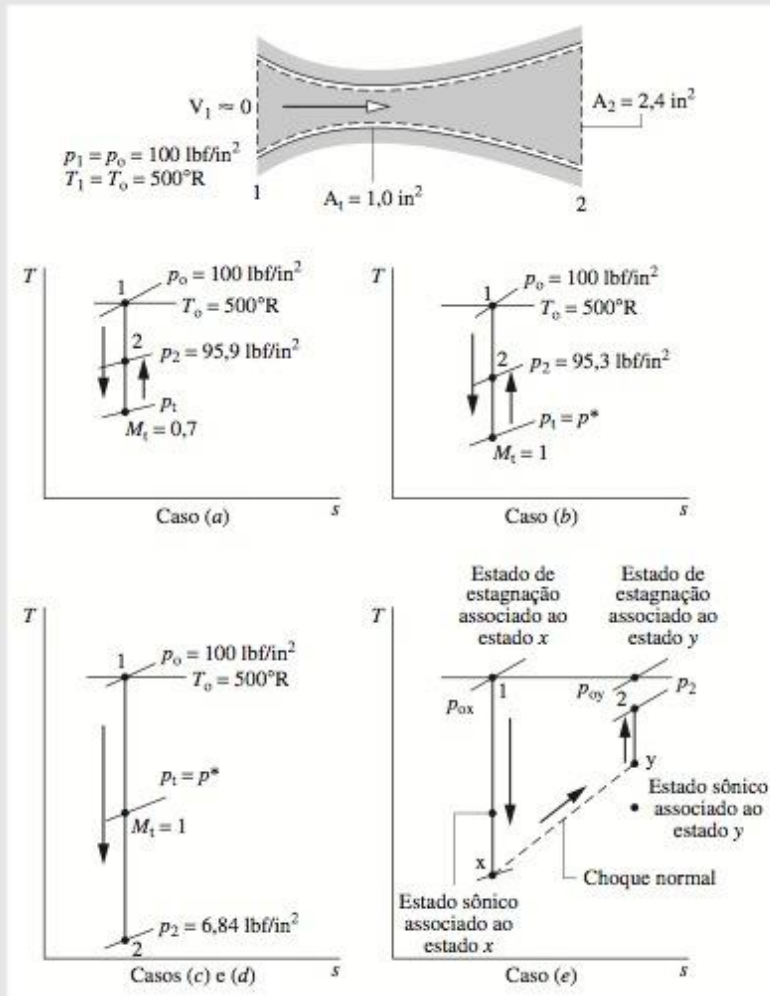 V₁ ≈ 0
A₂ = 2,4 in²
p₁ = pₒ = 100 lbf/in²
T₁ = Tₒ = 500°R
1
Aₜ = 1,0 in²
2
T
1
pₒ = 100 lbf/in²
Tₒ = 500°R
2
p₂ = 95,9 lbf/in²
pₜ
Mₜ = 0,7
Caso (a)
s
T
1
pₒ = 100 lbf/in²
Tₒ = 500°R
2
p₂ = 95,3 lbf/in²
pₜ = p*
Mₜ = 1
Caso (b)
s
T
1
pₒ = 100 lbf/in²
Tₒ = 500°R
pₜ = p*
Mₜ = 1
p₂ = 6,84 lbf/in²
2
Casos (c) e (d)
s
Estado de
estagnação
associado ao
estado x
Estado de
estagnação
associado ao
estado y
T
pₒₓ
1
pₒy
2
p₂
y
Estado sônico
associado ao
estado y
x
Choque normal
Estado sônico
associado ao
estado x
Caso (e)
s